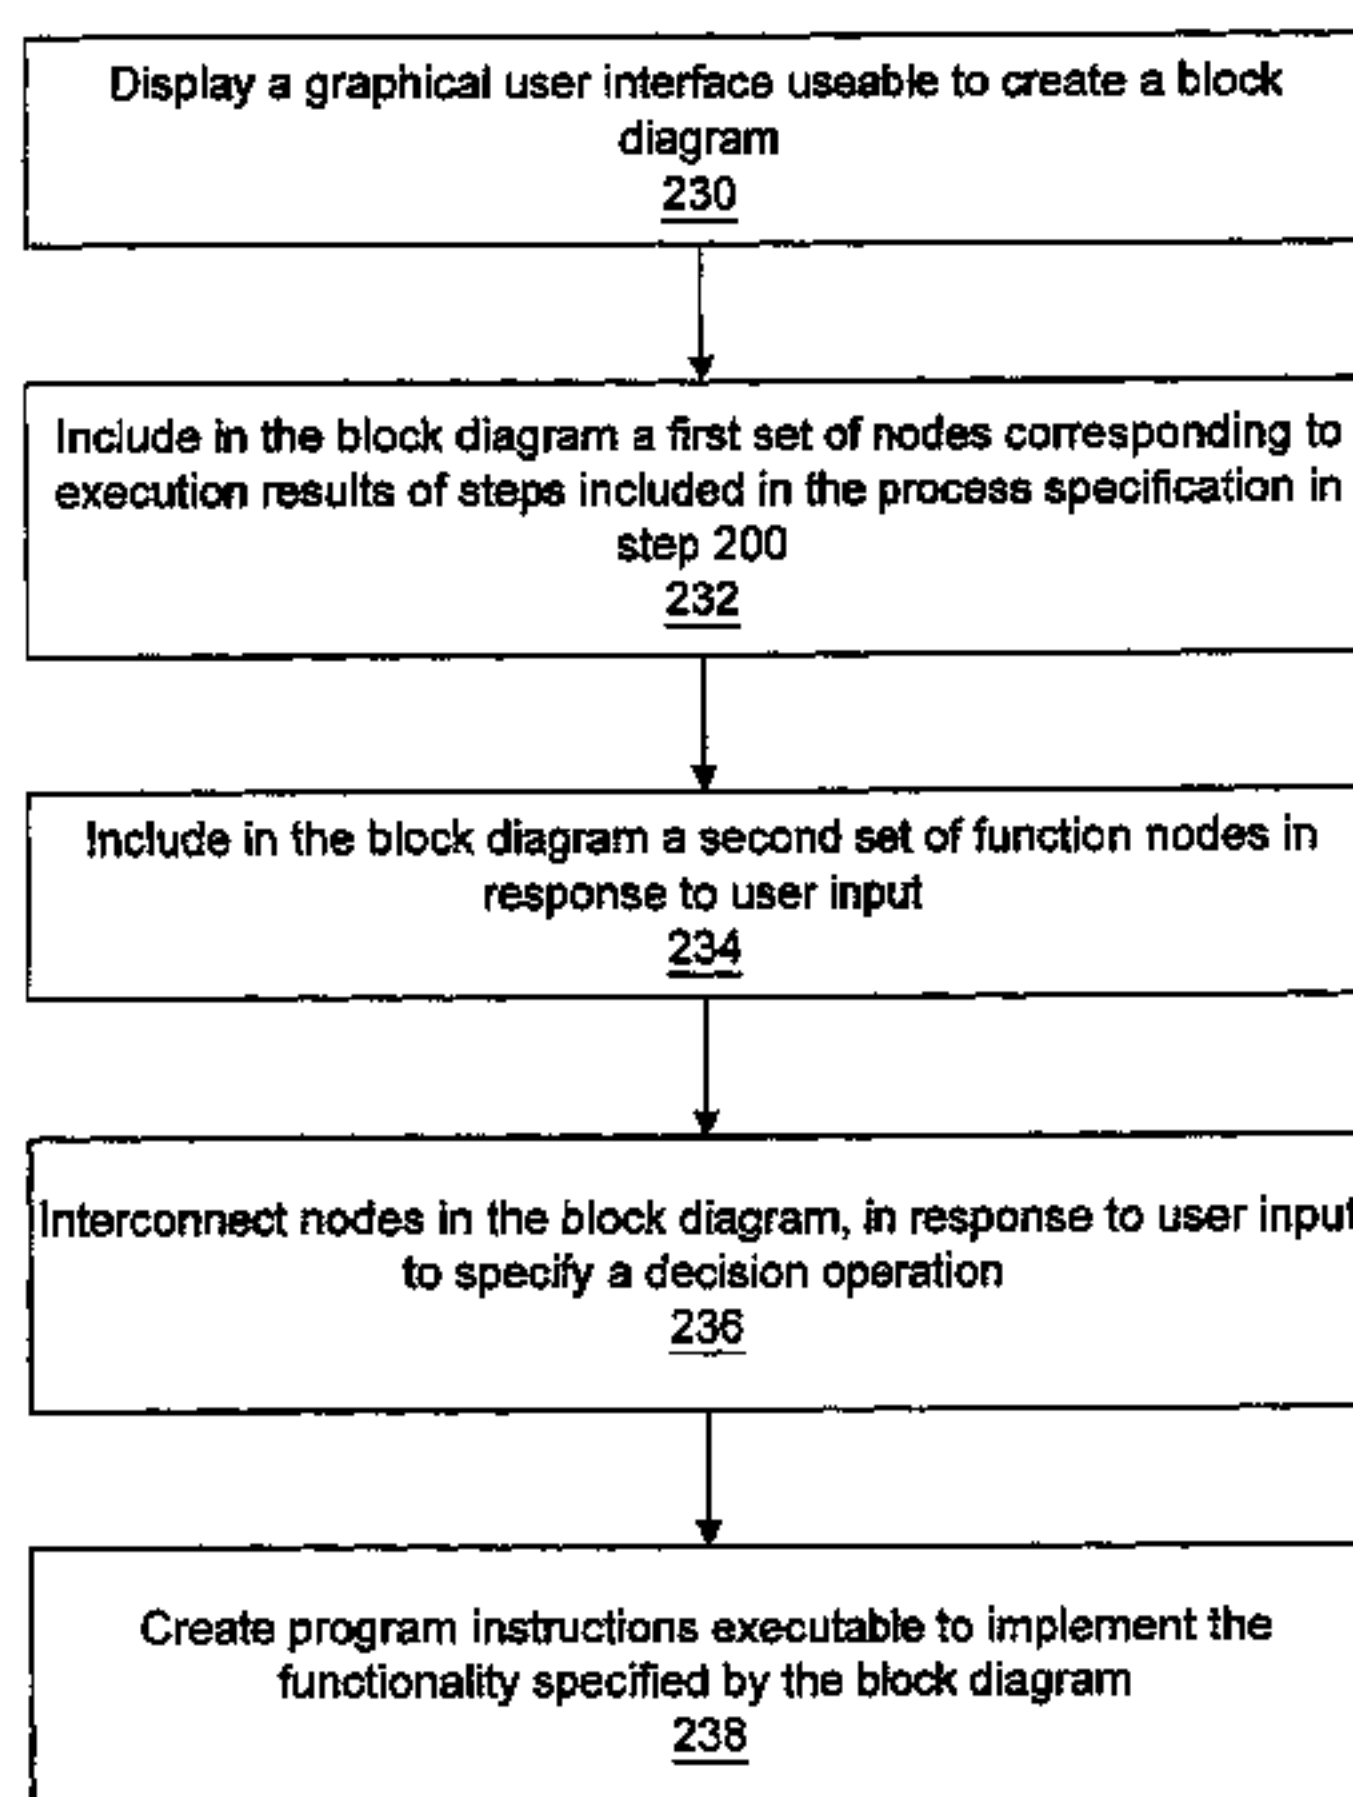 Display a graphical user interface useable to create a block
diagram
230
Include in the block diagram a first set of nodes corresponding to
execution results of steps included in the process specification in
step 200
232
Include in the block diagram a second set of function nodes in
response to user input
234
Interconnect nodes in the block diagram, in response to user input
to specify a decision operation
236
Create program instructions executable to implement the
functionality specified by the block diagram
238